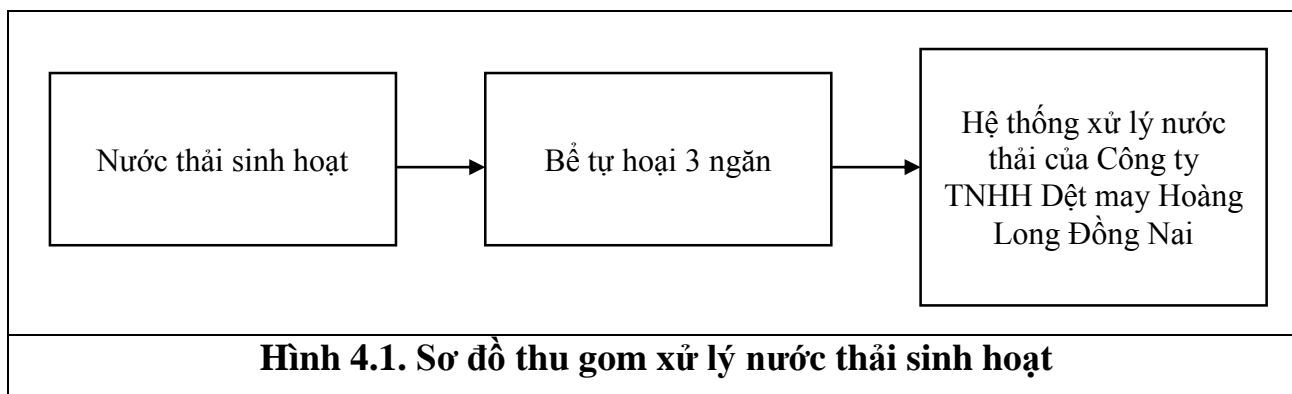 Nước thải sinh hoạt
Bể tự hoại 3 ngăn
Hệ thống xử lý nước
thải của Công ty
TNHH Dệt may Hoàng
Long Đồng Nai
Hình 4.1. Sơ đồ thu gom xử lý nước thải sinh hoạt